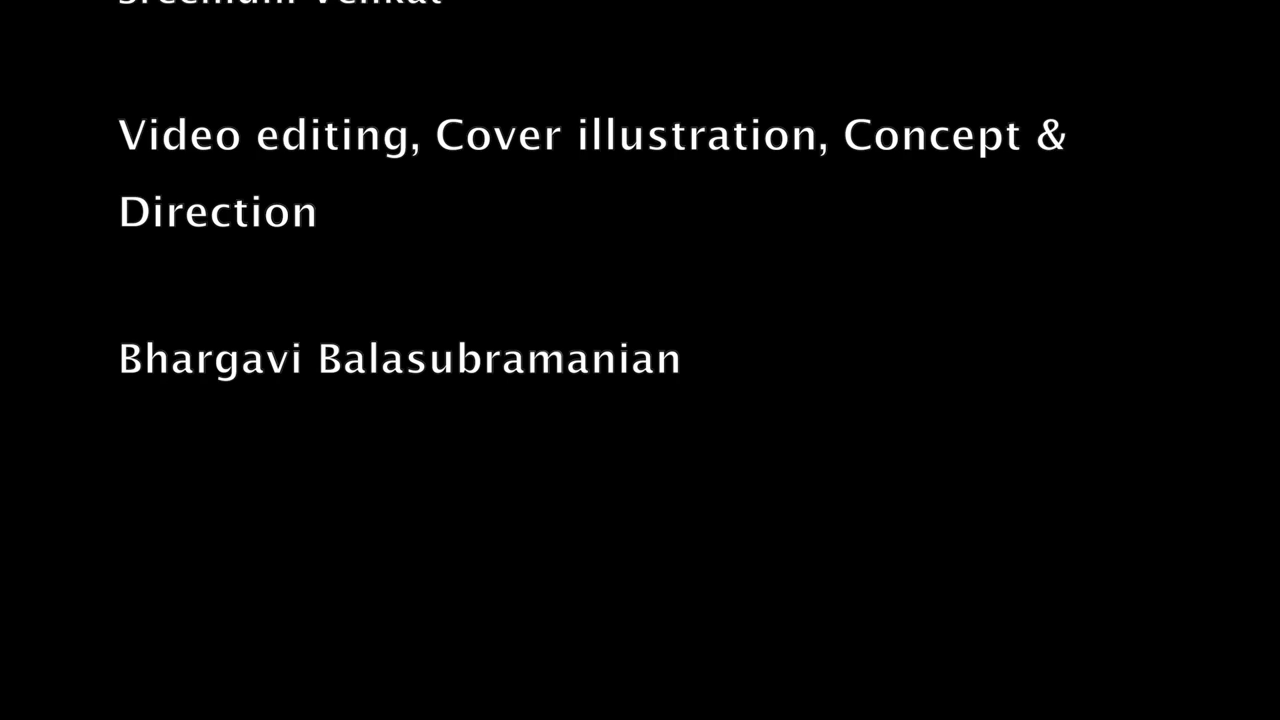 Video editing, Cover illustration, Concept &
Direction
Bhargavi Balasubramanian